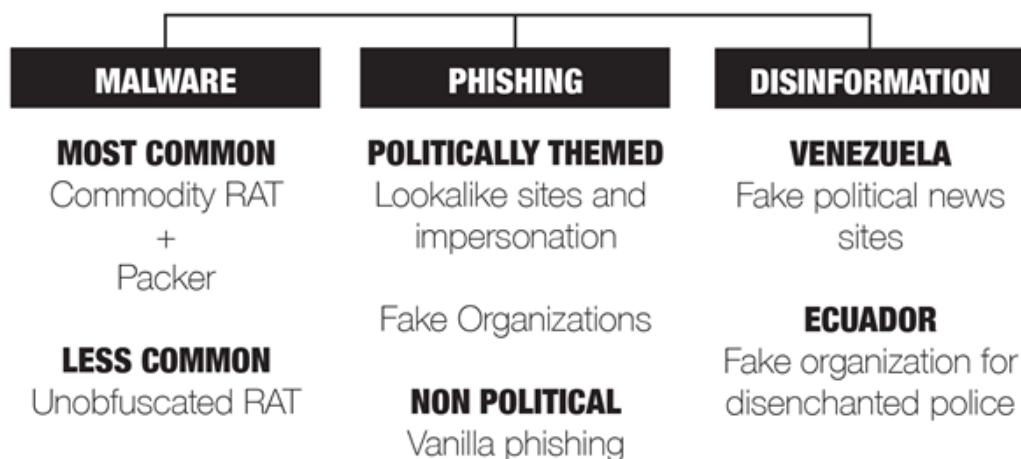 MALWARE
MOST COMMON
Commodity RAT
+
Packer
LESS COMMON
Unobfuscated RAT
PHISHING
POLITICALLY THEMED
Lookalike sites and
impersonation
Fake Organizations
NON POLITICAL
Vanilla phishing
DISINFORMATION
VENEZUELA
Fake political news
sites
ECUADOR
Fake organization for
disenchanted police